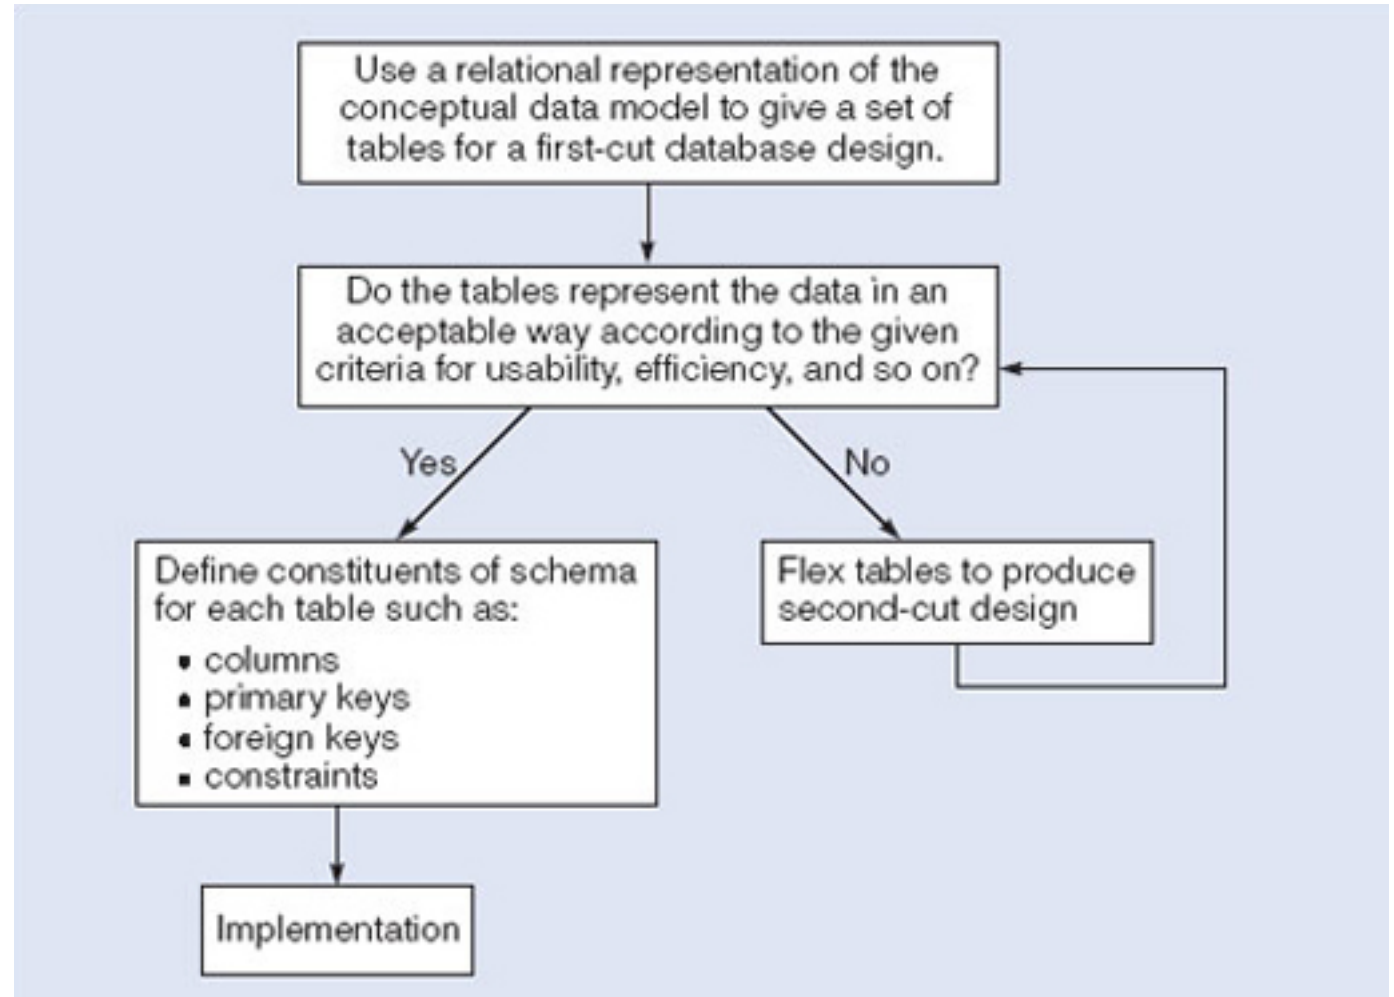 Use a relational representation of the
conceptual data model to give a set of
tables for a first-cut database design.
Do the tables represent the data in an
acceptable way according to the given
criteria for usability, efficiency, and so on?
Yes
No
Define constituents of schema
for each table such as:
▪ columns
▪ primary keys
▪ foreign keys
▪ constraints
Flex tables to produce
second-cut design
Implementation